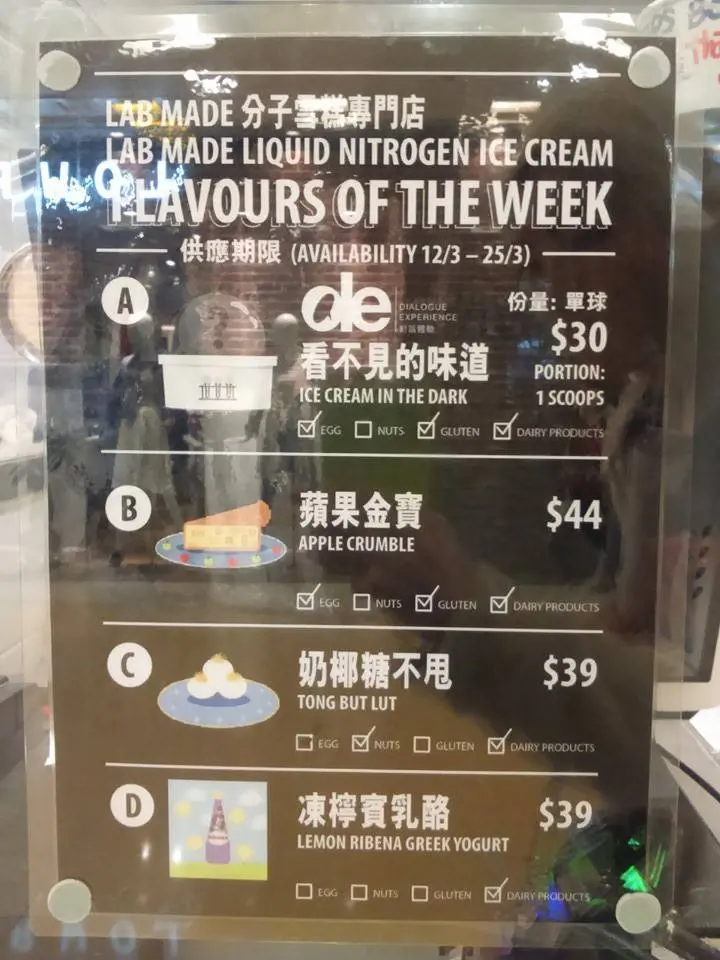 LAB MADE 分子雪糕專門店
LAB MADE LIQUID NITROGEN ICE CREAM
FLAVOURS OF THE WEEK
供應期限 (AVAILABILITY 12/3 – 25/3)
A
de
DIALOGUE
EXPERIENCE
對話體驗
份量: 單球
$30
看不見的味道
PORTION:
ICE CREAM IN THE DARK
1 SCOOPS
EGG NUTS GLUTEN DAIRY PRODUCTS
B
蘋果金寶
$44
APPLE CRUMBLE
EGG NUTS GLUTEN DAIRY PRODUCTS
C
奶椰糖不甩
$39
TONG BUT LUT
EGG NUTS GLUTEN DAIRY PRODUCTS
D
凍檸賓乳酪
$39
LEMON RIBENA GREEK YOGURT
EGG NUTS GLUTEN DAIRY PRODUCTS